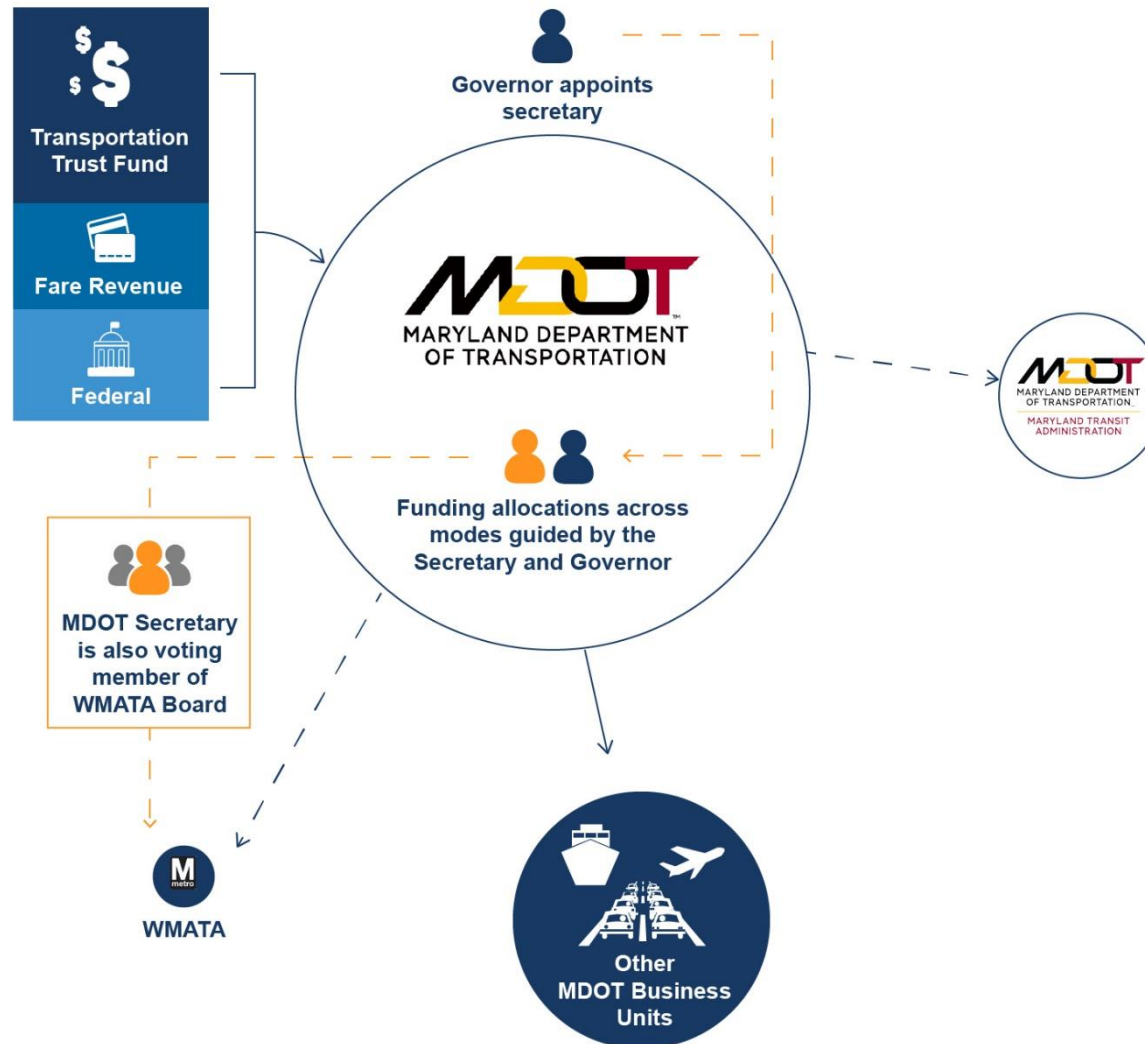 $
$
$
Transportation
Trust Fund
Fare Revenue
Federal
Governor appoints
secretary
MDOT™
MARYLAND DEPARTMENT
OF TRANSPORTATION
Funding allocations across
modes guided by the
Secretary and Governor
MDOT
MARYLAND DEPARTMENT
OF TRANSPORTATION
MARYLAND TRANSIT
ADMINISTRATION
MDOT Secretary
is also voting
member of
WMATA Board
M
metro
WMATA
Other
MDOT Business
Units